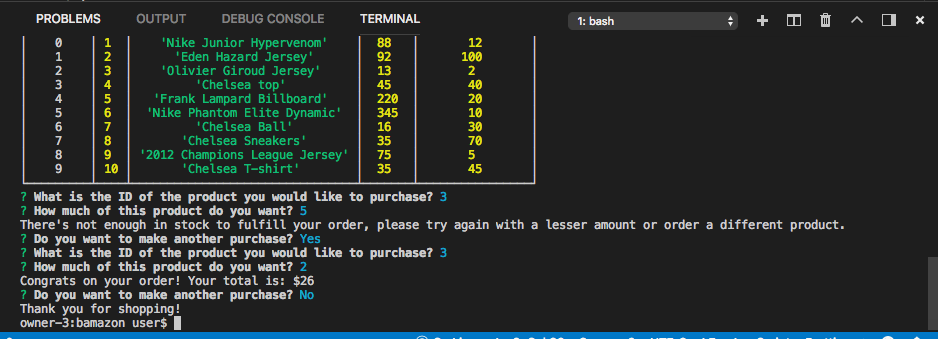 PROBLEMS OUTPUT DEBUG CONSOLE TERMINAL 1: bash
0 1 'Nike Junior Hypervenom' 88 12
1 2 'Eden Hazard Jersey' 92 100
2 3 'Olivier Giroud Jersey' 13 2
3 4 'Chelsea top' 45 40
4 5 'Frank Lampard Billboard' 220 20
5 6 'Nike Phantom Elite Dynamic' 345 10
6 7 'Chelsea Ball' 16 30
7 8 'Chelsea Sneakers' 35 70
8 9 '2012 Champions League Jersey' 75 5
9 10 'Chelsea T-shirt' 35 45
? What is the ID of the product you would like to purchase? 3
? How much of this product do you want? 5
There's not enough in stock to fulfill your order, please try again with a lesser amount or order a different product.
? Do you want to make another purchase? Yes
? What is the ID of the product you would like to purchase? 3
? How much of this product do you want? 2
Congrats on your order! Your total is: $26
? Do you want to make another purchase? No
Thank you for shopping!
owner-3:bamazon user$